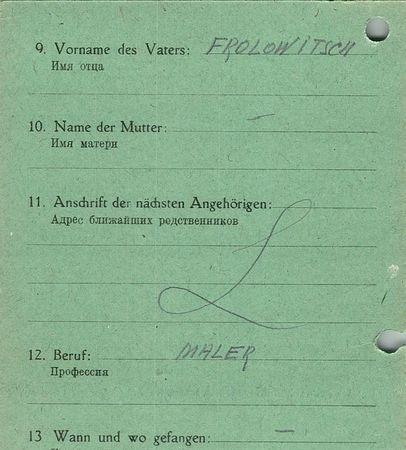 9. Vorname des Vaters: FROLOWITSCH
Имя отца
10. Name der Mutter: —
Имя матери
11. Anschrift der nächsten Angehörigen:
Адрес ближайших родственников
12. Beruf: MALER
Профессия
13 Wann und wo gefangen: —